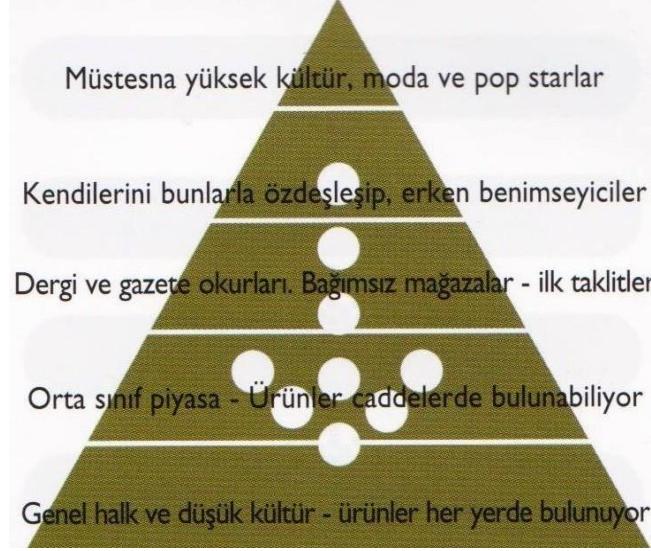 Müstesna yüksek kültür, moda ve pop starlar
Kendilerini bunlarla özdeşleşip, erken benimseyiciler
Dergi ve gazete okurları. Bağımsız mağazalar - ilk taklitler
Orta sınıf piyasa - Ürünler caddelerde bulunabiliyor
Genel halk ve düşük kültür - ürünler her yerde bulunuyor